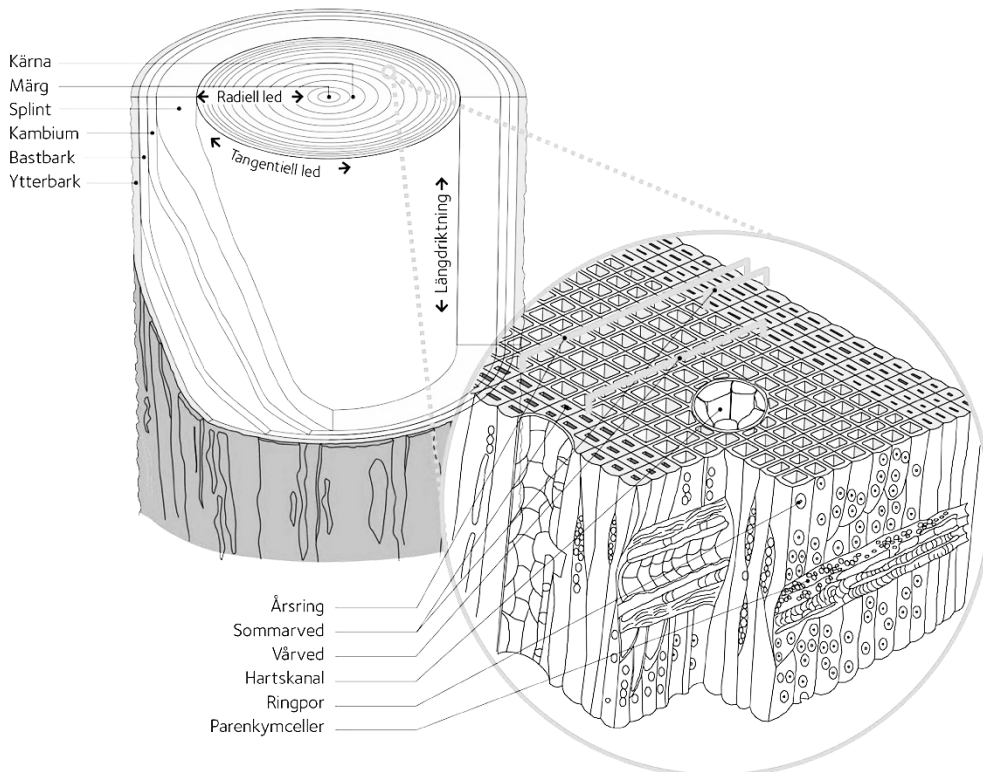 Kärna
Märg
Splint
Kambium
Bastbark
Ytterbark
Radiell led
Tangentiell led
Längdriktning
Årsring
Sommarved
Vårved
Hartskanal
Ringpor
Parenkymceller